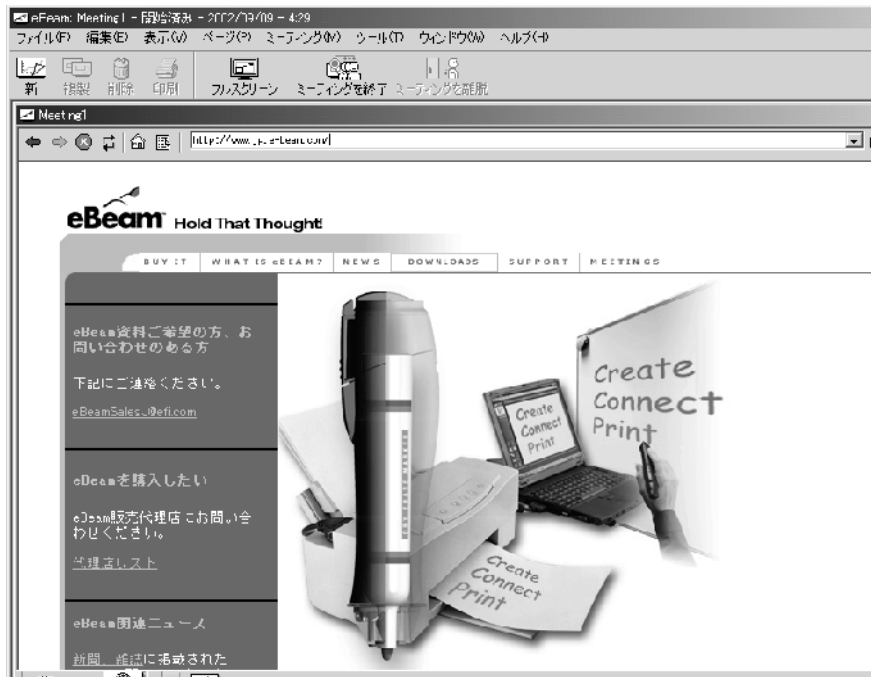 eBeam: Meeting1 - 開始済み - 2002/09/09 - 4:29
ファイル(F) 編集(E) 表示(V) ページ(P) ミーティング(M) ツール(T) ウィンドウ(W) ヘルプ(H)
新 複製 削除 印刷 フルスクリーン ミーティングを終了 ミーティングを離脱
Meeting1
eBeam Hold That Thought!
BUY IT WHAT IS eBEAM? NEWS DOWNLOADS SUPPORT MEETINGS
eBeam資料ご希望の方、お
問い合わせのある方
下記にご連絡ください。
eBeamをを購入したい
eBeam販売代理店にお問い合
わせください。
代理店リスト
eBeam関連ニュース
新聞、雑誌に掲載された
Create
Connect
Print
Create
Connect
Print
Create
Connect
Print